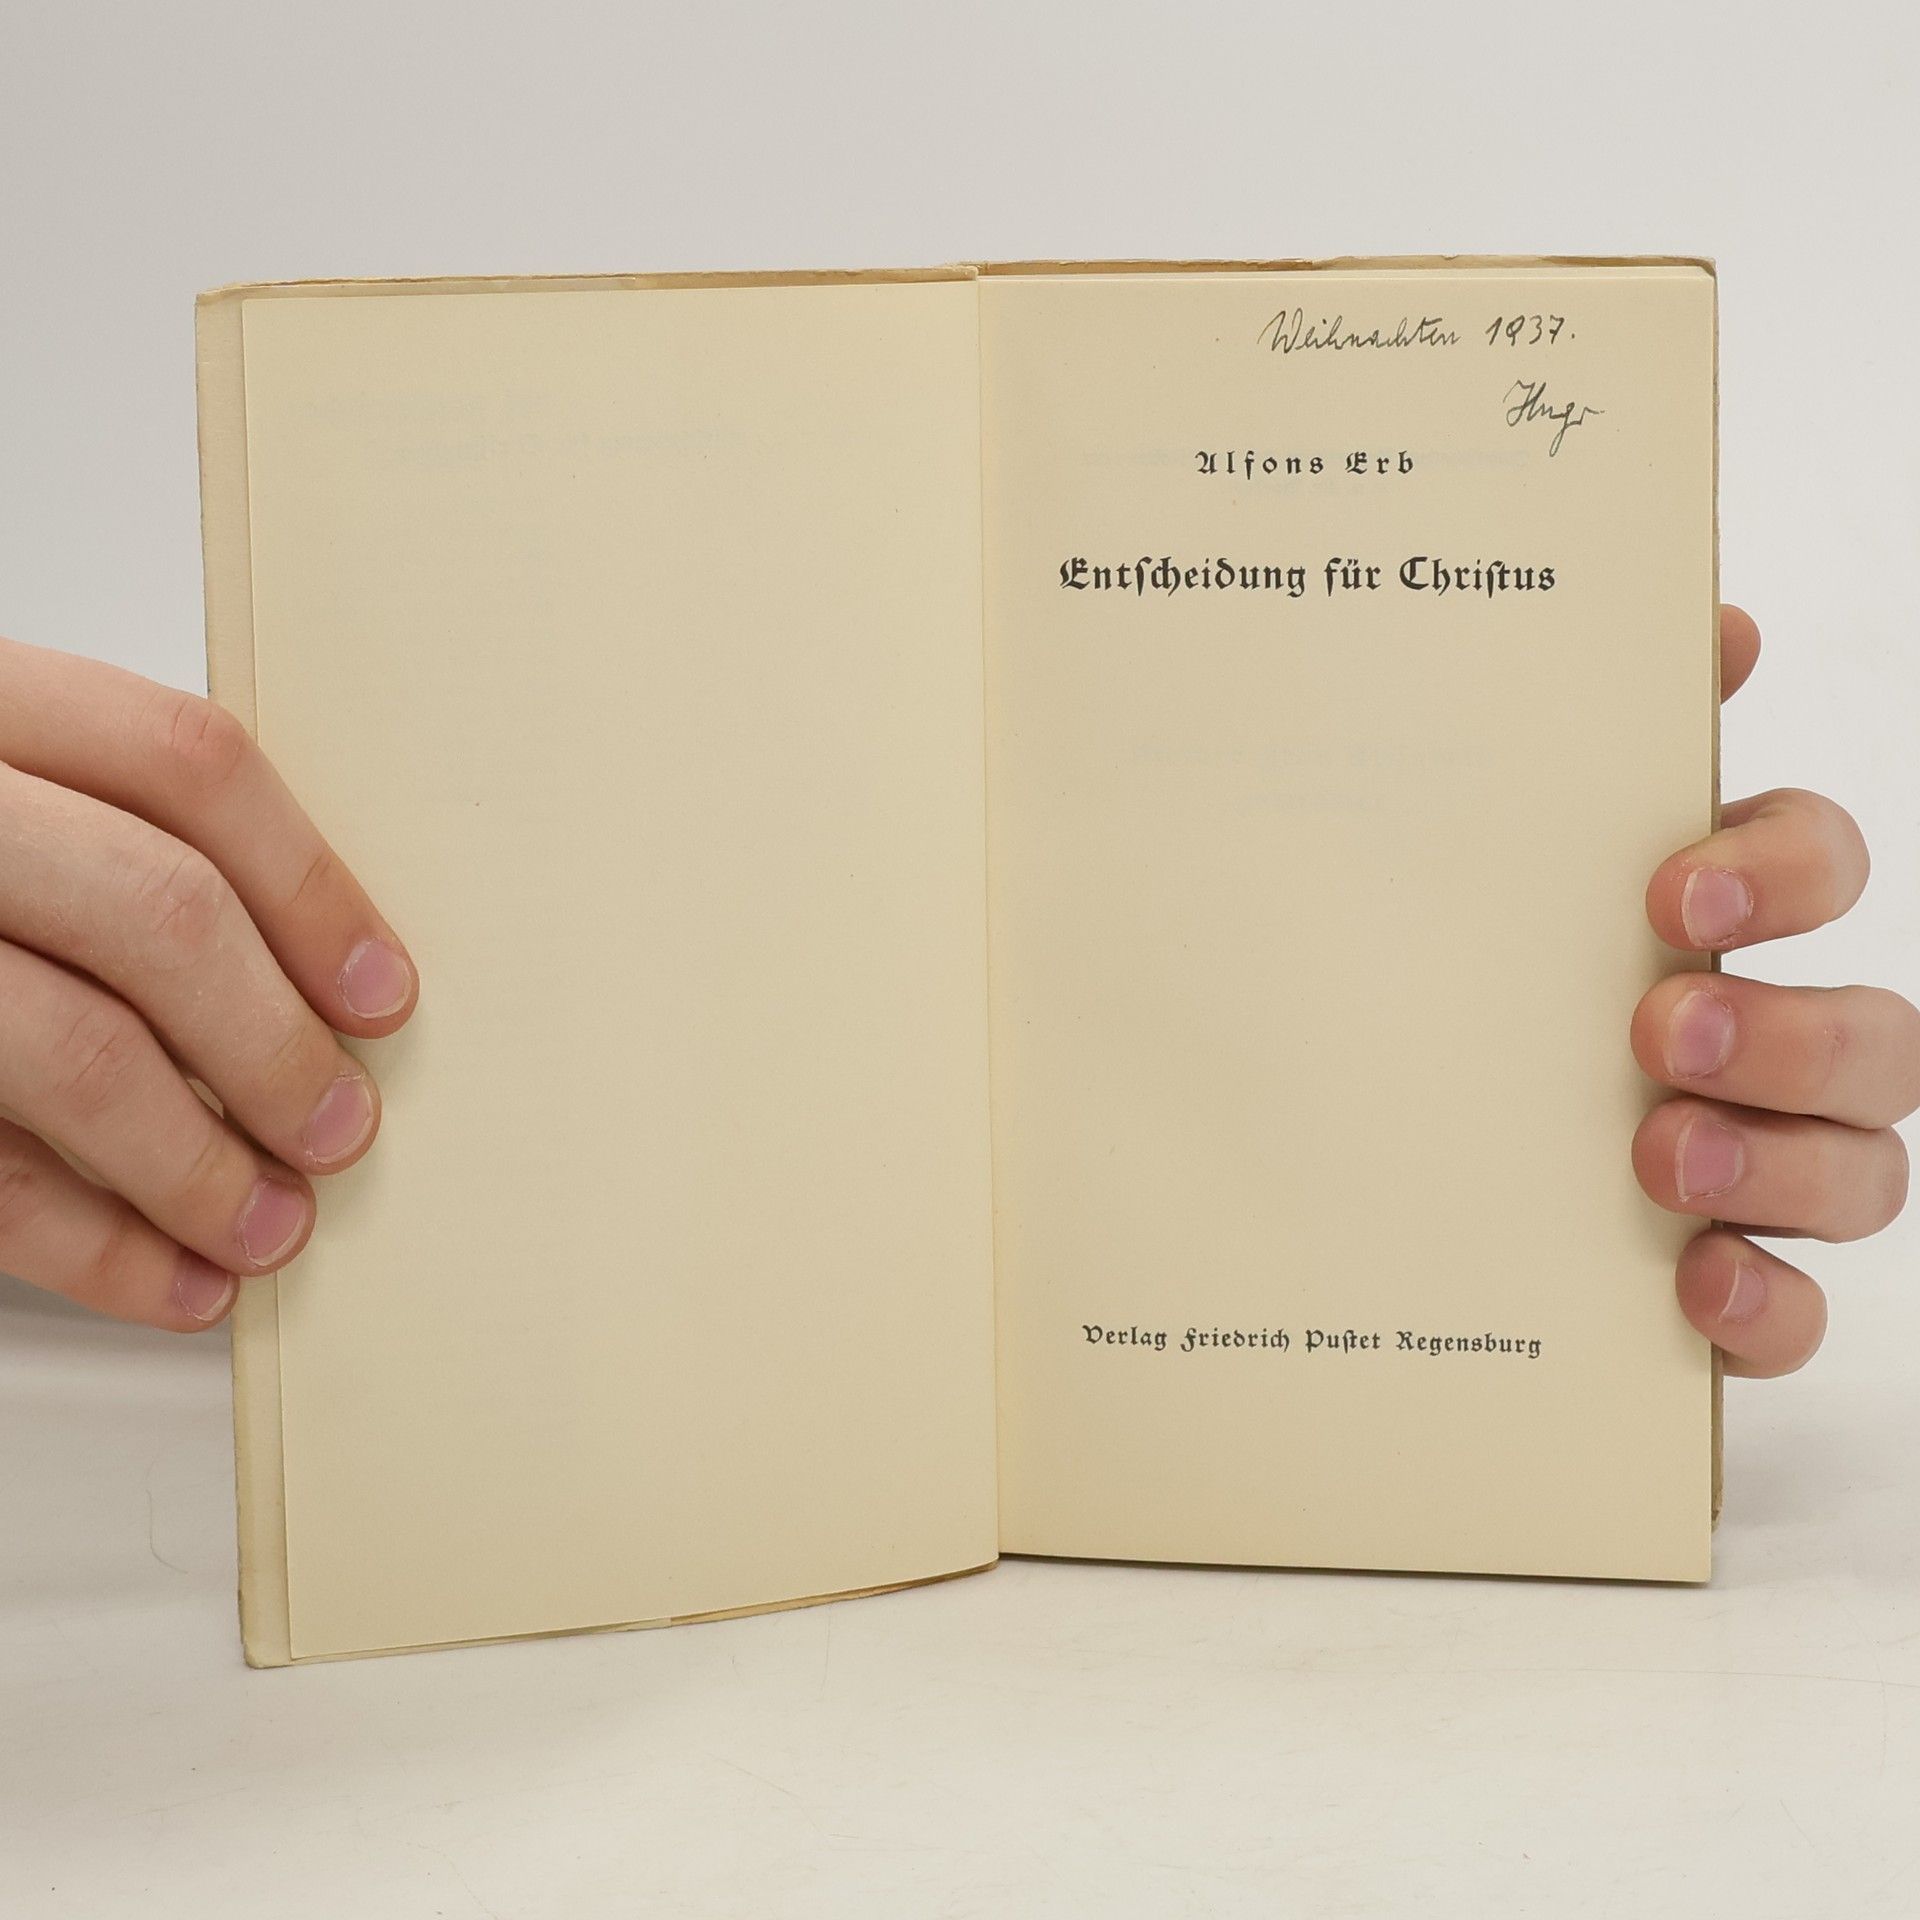 Weihnachten 1937.
Hugo
Alfons Erb
Entſcheidung für Chriſtus
Verlag Friedrich Puſtet Regensburg